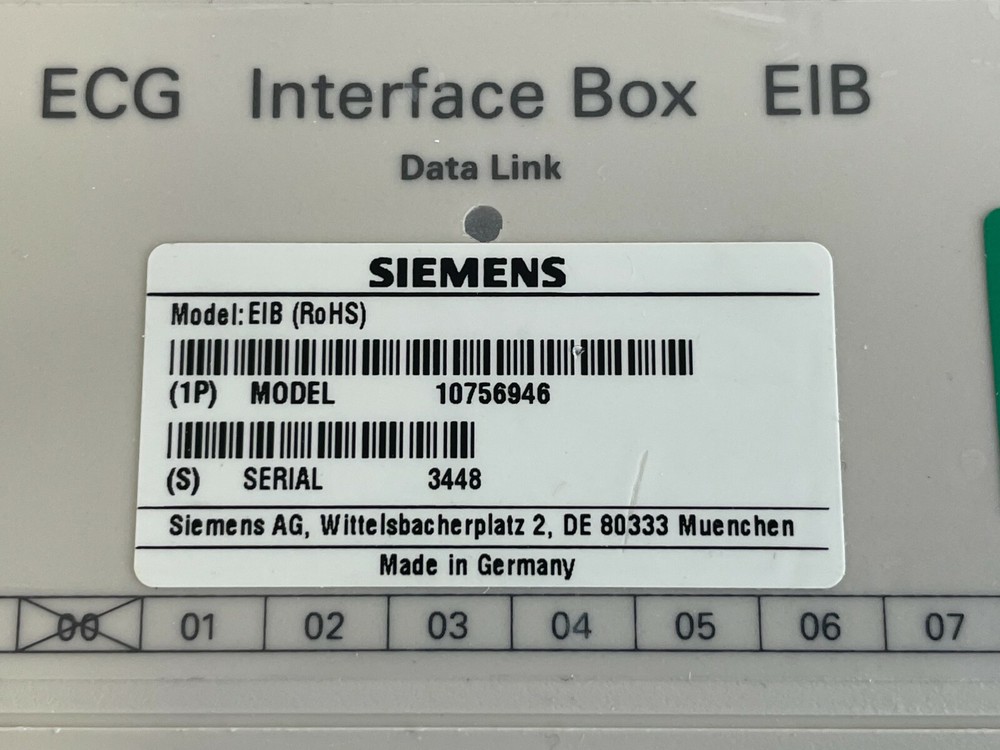 ECG Interface Box EIB
Data Link
SIEMENS
Model: EIB (RoHS)
(1P) MODEL 10756946
(S) SERIAL 3448
Siemens AG, Wittelsbacherplatz 2, DE 80333 Muenchen
Made in Germany
00 01 02 03 04 05 06 07